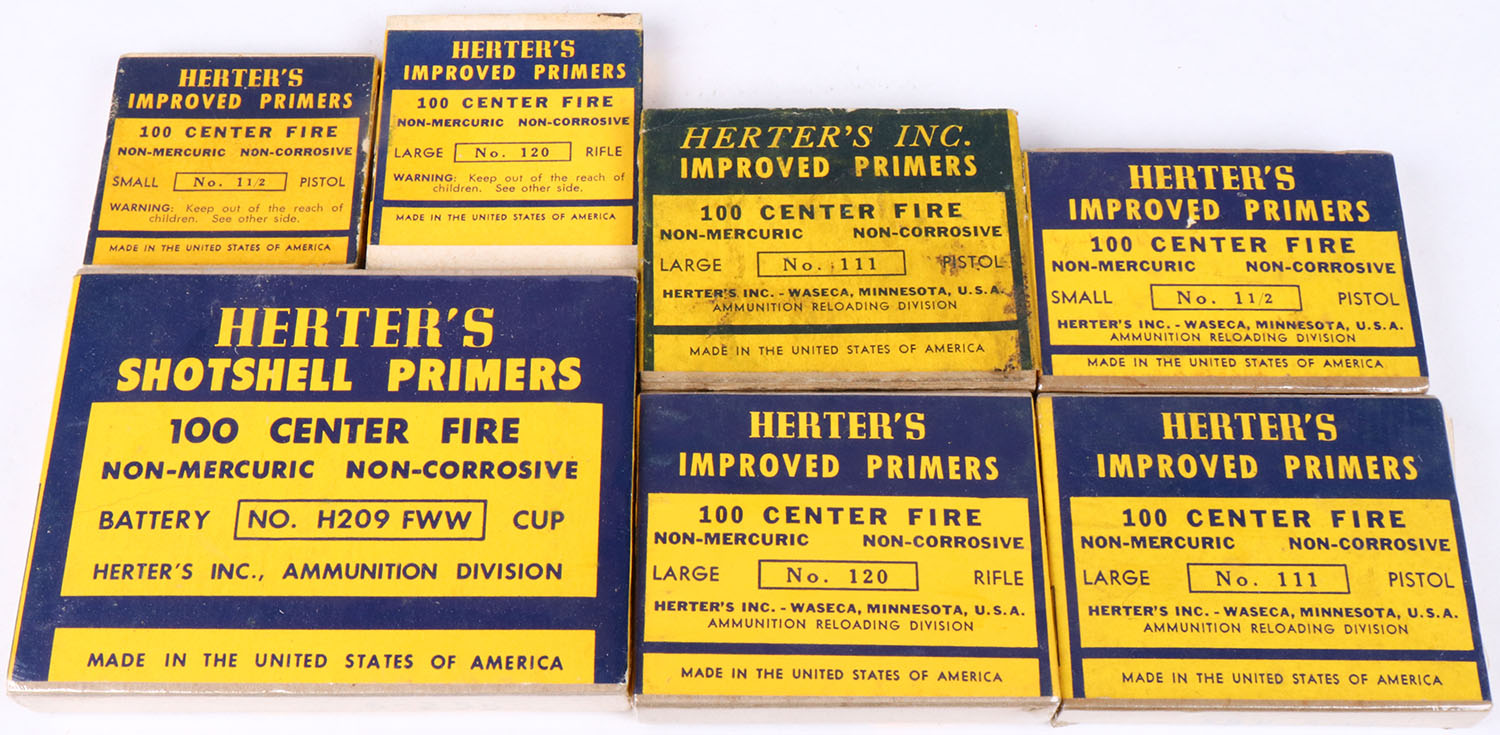 HERTER'S
IMPROVED PRIMERS
100 CENTER FIRE
NON-MERCURIC NON-CORROSIVE
SMALL No. 1 1/2 PISTOL
WARNING: Keep out of the reach of
children. See other side.
MADE IN THE UNITED STATES OF AMERICA
HERTER'S
IMPROVED PRIMERS
100 CENTER FIRE
NON-MERCURIC NON-CORROSIVE
LARGE No. 120 RIFLE
WARNING: Keep out of the reach of
children. See other side.
MADE IN THE UNITED STATES OF AMERICA
HERTER'S INC.
IMPROVED PRIMERS
100 CENTER FIRE
NON-MERCURIC NON-CORROSIVE
LARGE No. 111 PISTOL
HERTER'S INC. - WASECA, MINNESOTA, U.S.A.
AMMUNITION RELOADING DIVISION
MADE IN THE UNITED STATES OF AMERICA
HERTER'S
IMPROVED PRIMERS
100 CENTER FIRE
NON-MERCURIC NON-CORROSIVE
SMALL No. 1 1/2 PISTOL
HERTER'S INC. - WASECA, MINNESOTA, U.S.A.
AMMUNITION RELOADING DIVISION
MADE IN THE UNITED STATES OF AMERICA
HERTER'S
SHOTSHELL PRIMERS
100 CENTER FIRE
NON-MERCURIC NON-CORROSIVE
BATTERY NO. H209 FWW CUP
HERTER'S INC., AMMUNITION DIVISION
MADE IN THE UNITED STATES OF AMERICA
HERTER'S
IMPROVED PRIMERS
100 CENTER FIRE
NON-MERCURIC NON-CORROSIVE
LARGE No. 120 RIFLE
HERTER'S INC. - WASECA, MINNESOTA, U.S.A.
AMMUNITION RELOADING DIVISION
MADE IN THE UNITED STATES OF AMERICA
HERTER'S
IMPROVED PRIMERS
100 CENTER FIRE
NON-MERCURIC NON-CORROSIVE
LARGE No. 111 PISTOL
HERTER'S INC. - WASECA, MINNESOTA, U.S.A.
AMMUNITION RELOADING DIVISION
MADE IN THE UNITED STATES OF AMERICA